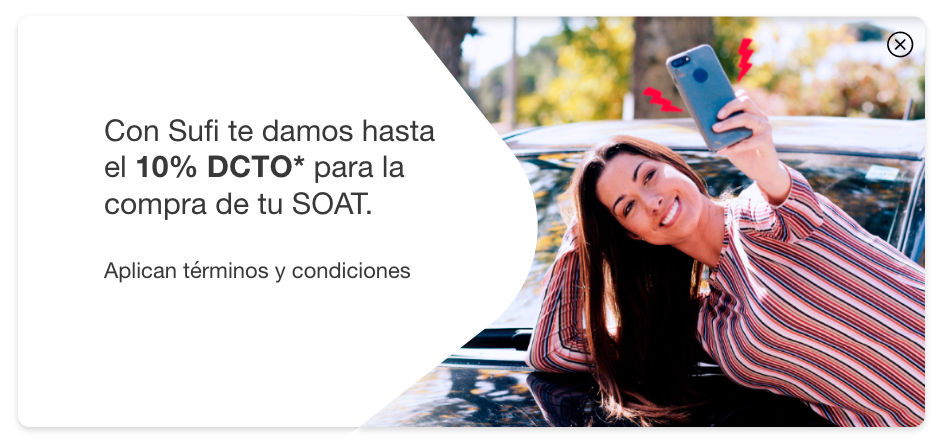 Con Sufi te damos hasta
el 10% DCTO* para la
compra de tu SOAT.
Aplican términos y condiciones